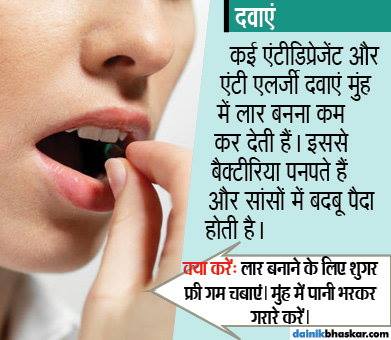 दवाएं
कई एंटीडिप्रेजेंट और
एंटी एलर्जी दवाएं मुंह
में लार बनना कम
कर देती हैं। इससे
बैक्टीरिया पनपते हैं
और सांसों में बदबू पैदा
होती है।
क्या करें: लार बनाने के लिए शुगर
फ्री गम चबाएं। मुंह में पानी भरकर
गरारे करें।
dainikbhaskar.com